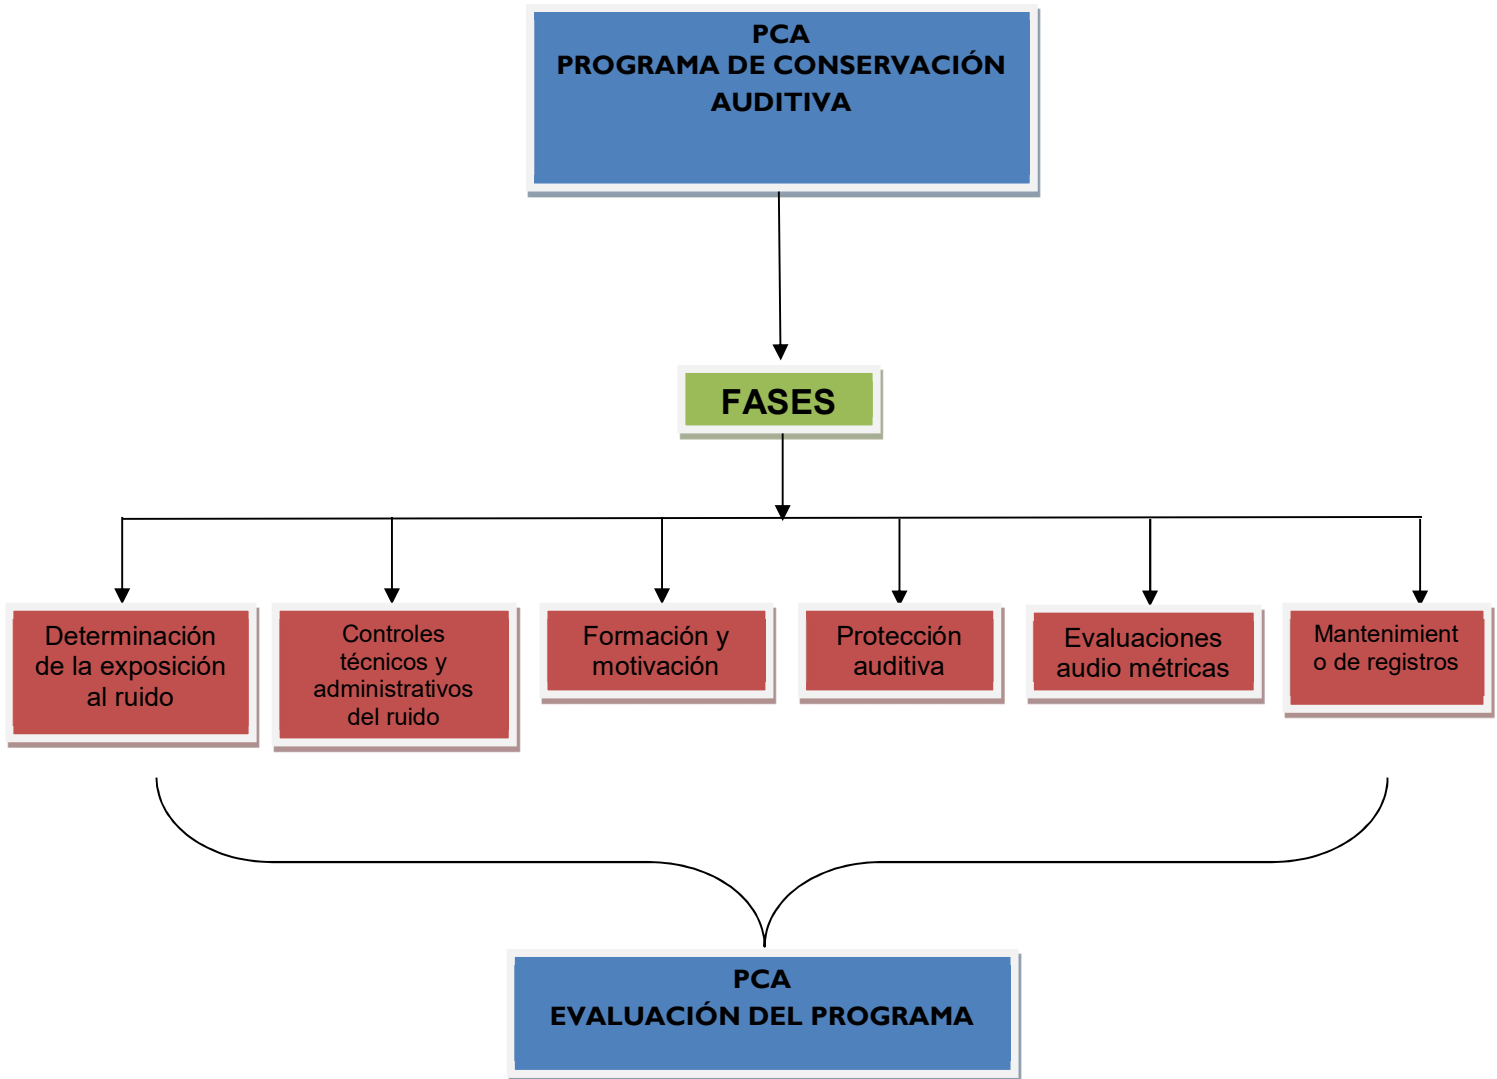 PCA
PROGRAMA DE CONSERVACIÓN
AUDITIVA
FASES
Determinación
de la exposición
al ruido
Controles
técnicos y
administrativos
del ruido
Formación y
motivación
Protección
auditiva
Evaluaciones
audio métricas
Mantenimient
o de registros
PCA
EVALUACIÓN DEL PROGRAMA